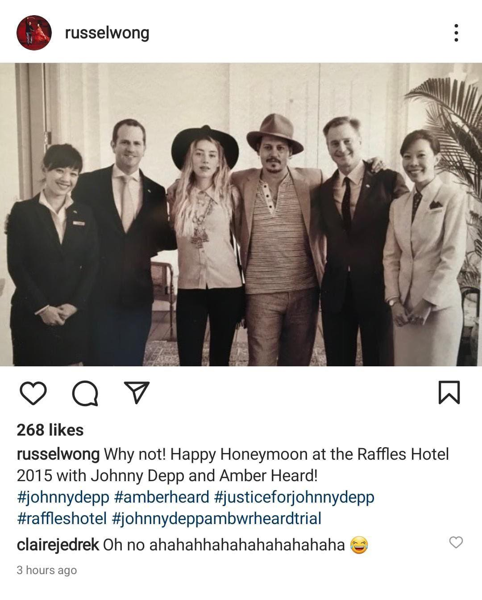 russelwong
268 likes
russelwong Why not! Happy Honeymoon at the Raffles Hotel
2015 with Johnny Depp and Amber Heard!
#johnnydepp #amberheard #justiceforjohnnydepp
#raffleshotel #johnnydeppambwrheardtrial
clairejedrek Oh no ahahahhahahahahahahaha 😅
3 hours ago